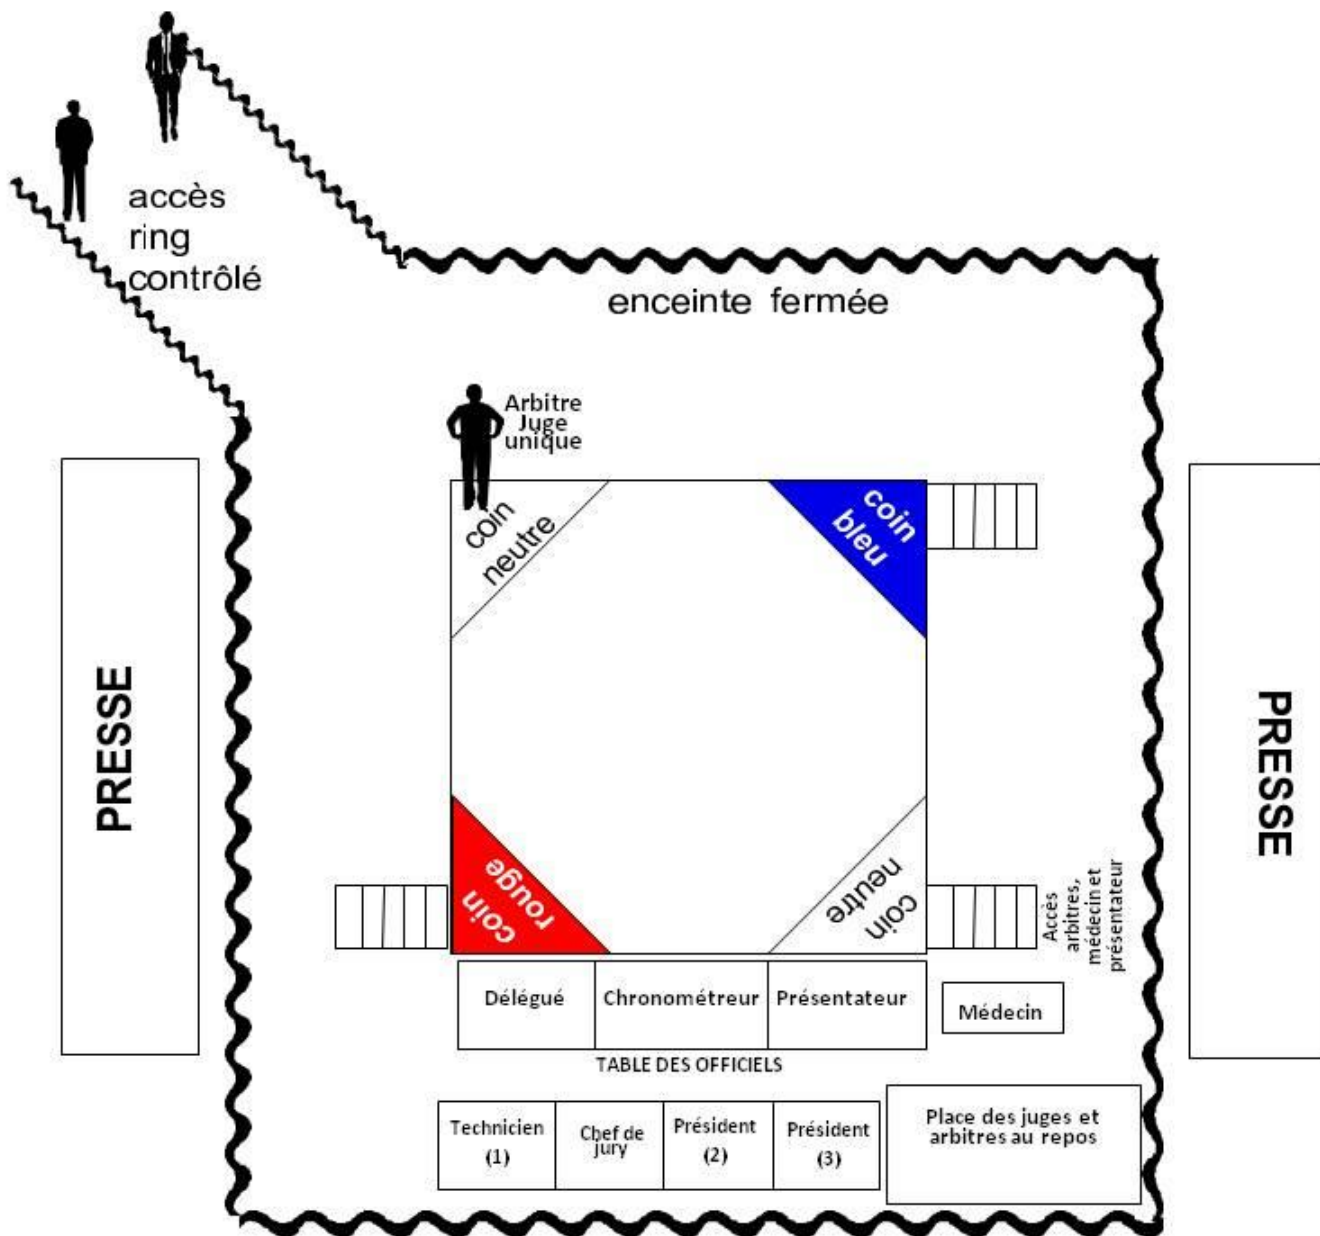 accès
ring
contrôlé
enceinte fermée
Arbitre
Juge
unique
coin
neutre
coin
bleu
PRESSE
PRESSE
coin
rouge
coin
neutre
Accès
arbitres,
médecin et
présentateur
Délégué
Chronométreur
Présentateur
Médecin
TABLE DES OFFICIELS
Technicien
(1)
Chef de
jury
Président
(2)
Président
(3)
Place des juges et
arbitres au repos